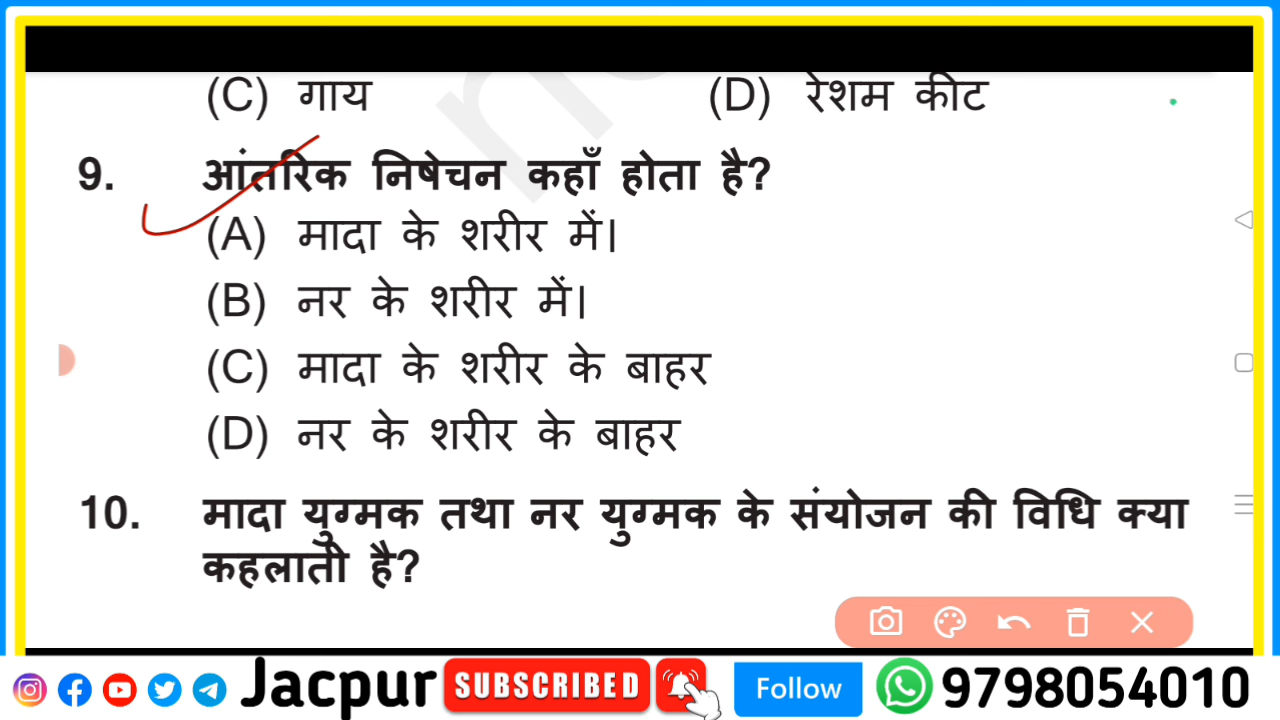 (C) गाय (D) रेशम कीट
9. आंतरिक निषेचन कहाँ होता है?
(A) मादा के शरीर में।
(B) नर के शरीर में।
(C) मादा के शरीर के बाहर
(D) नर के शरीर के बाहर
10. मादा युग्मक तथा नर युग्मक के संयोजन की विधि क्या
कहलाती है?
Jacpur SUBSCRIBED Follow 9798054010